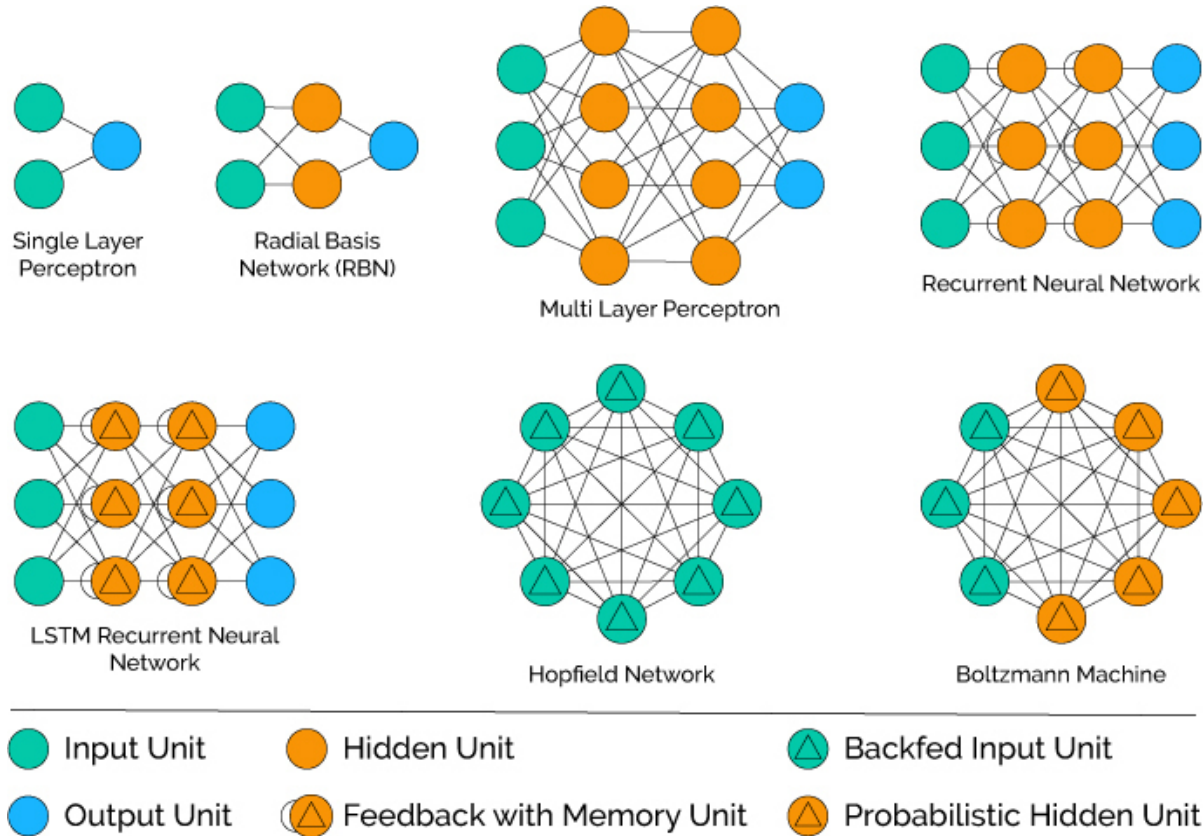 Single Layer
Perceptron
Radial Basis
Network (RBN)
Multi Layer Perceptron
Recurrent Neural Network
LSTM Recurrent Neural
Network
Hopfield Network
Boltzmann Machine
Input Unit
Hidden Unit
Backfed Input Unit
Output Unit
Feedback with Memory Unit
Probabilistic Hidden Unit